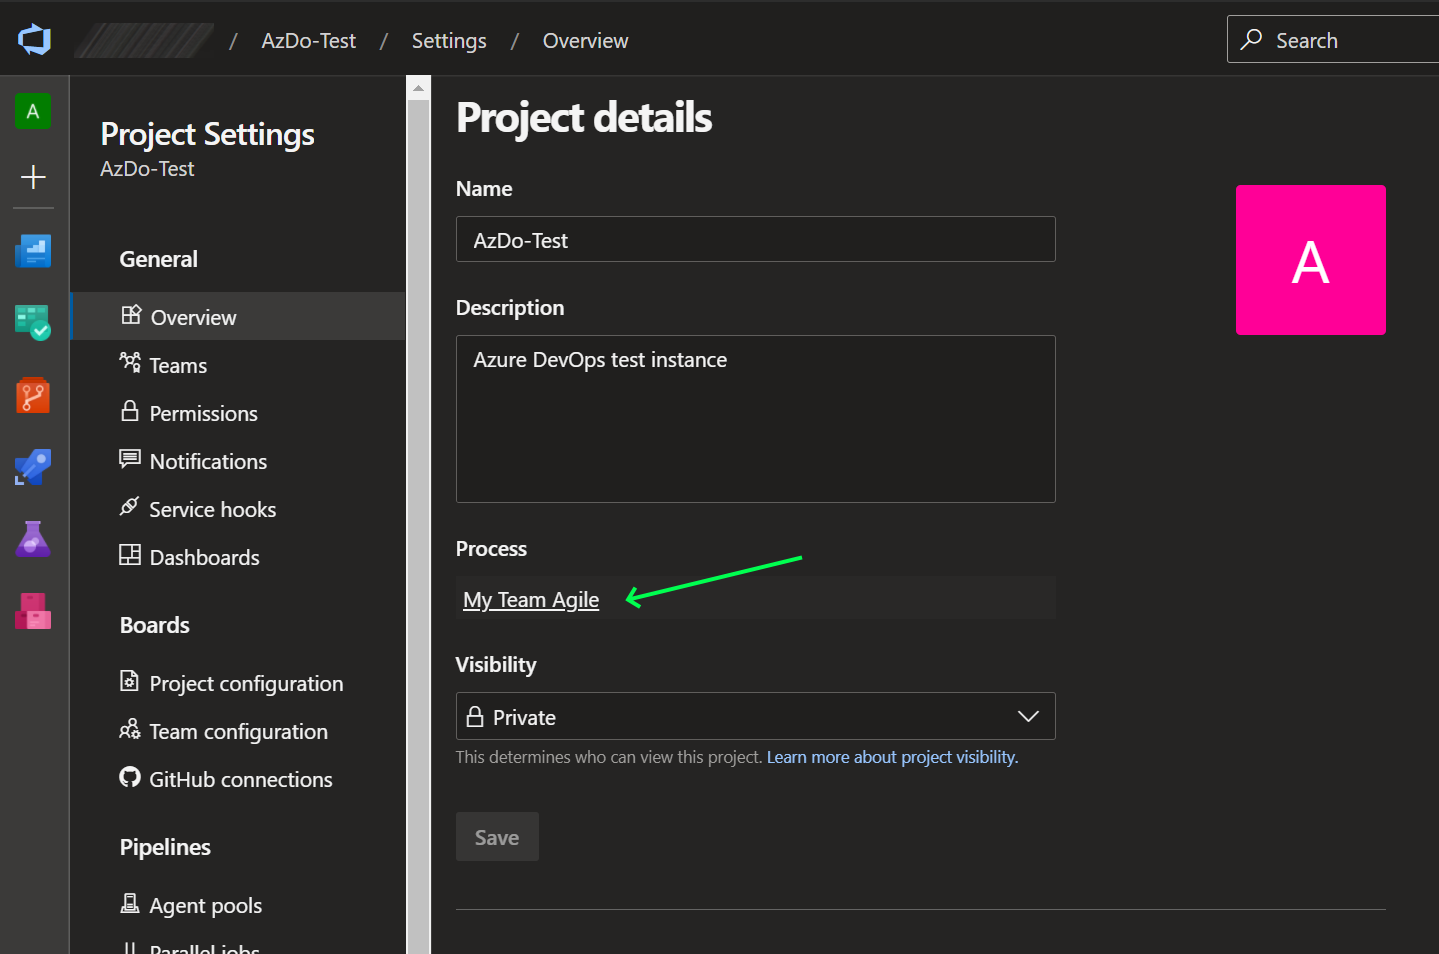 / AzDo-Test / Settings / Overview
Search
A
Project Settings
AzDo-Test
General
Overview
Teams
Permissions
Notifications
Service hooks
Dashboards
Boards
Project configuration
Team configuration
GitHub connections
Pipelines
Agent pools
Parallel jobs
Project details
Name
AzDo-Test
A
Description
Azure DevOps test instance
Process
My Team Agile
Visibility
Private
This determines who can view this project. Learn more about project visibility.
Save